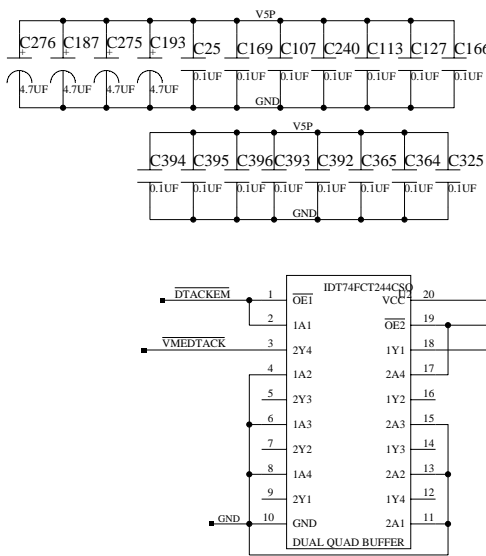 V5P
C276 C187 C275 C193 C25 C169 C107 C240 C113 C127 C166
4.7UF 4.7UF 4.7UF 4.7UF 0.1UF 0.1UF 0.1UF 0.1UF 0.1UF 0.1UF 0.1UF
GND
V5P
C394 C395 C396 C393 C392 C365 C364 C325
0.1UF 0.1UF 0.1UF 0.1UF 0.1UF 0.1UF 0.1UF 0.1UF
GND
IDT74FCT244CSO
DTACKEM 1 OE1 VCC 20
2 1A1 OE2 19
VMEDTACK 3 2Y4 1Y1 18
4 1A2 2A4 17
5 2Y3 1Y2 16
6 1A3 2A3 15
7 2Y2 1Y3 14
8 1A4 2A2 13
9 2Y1 1Y4 12
GND 10 GND 2A1 11
DUAL QUAD BUFFER